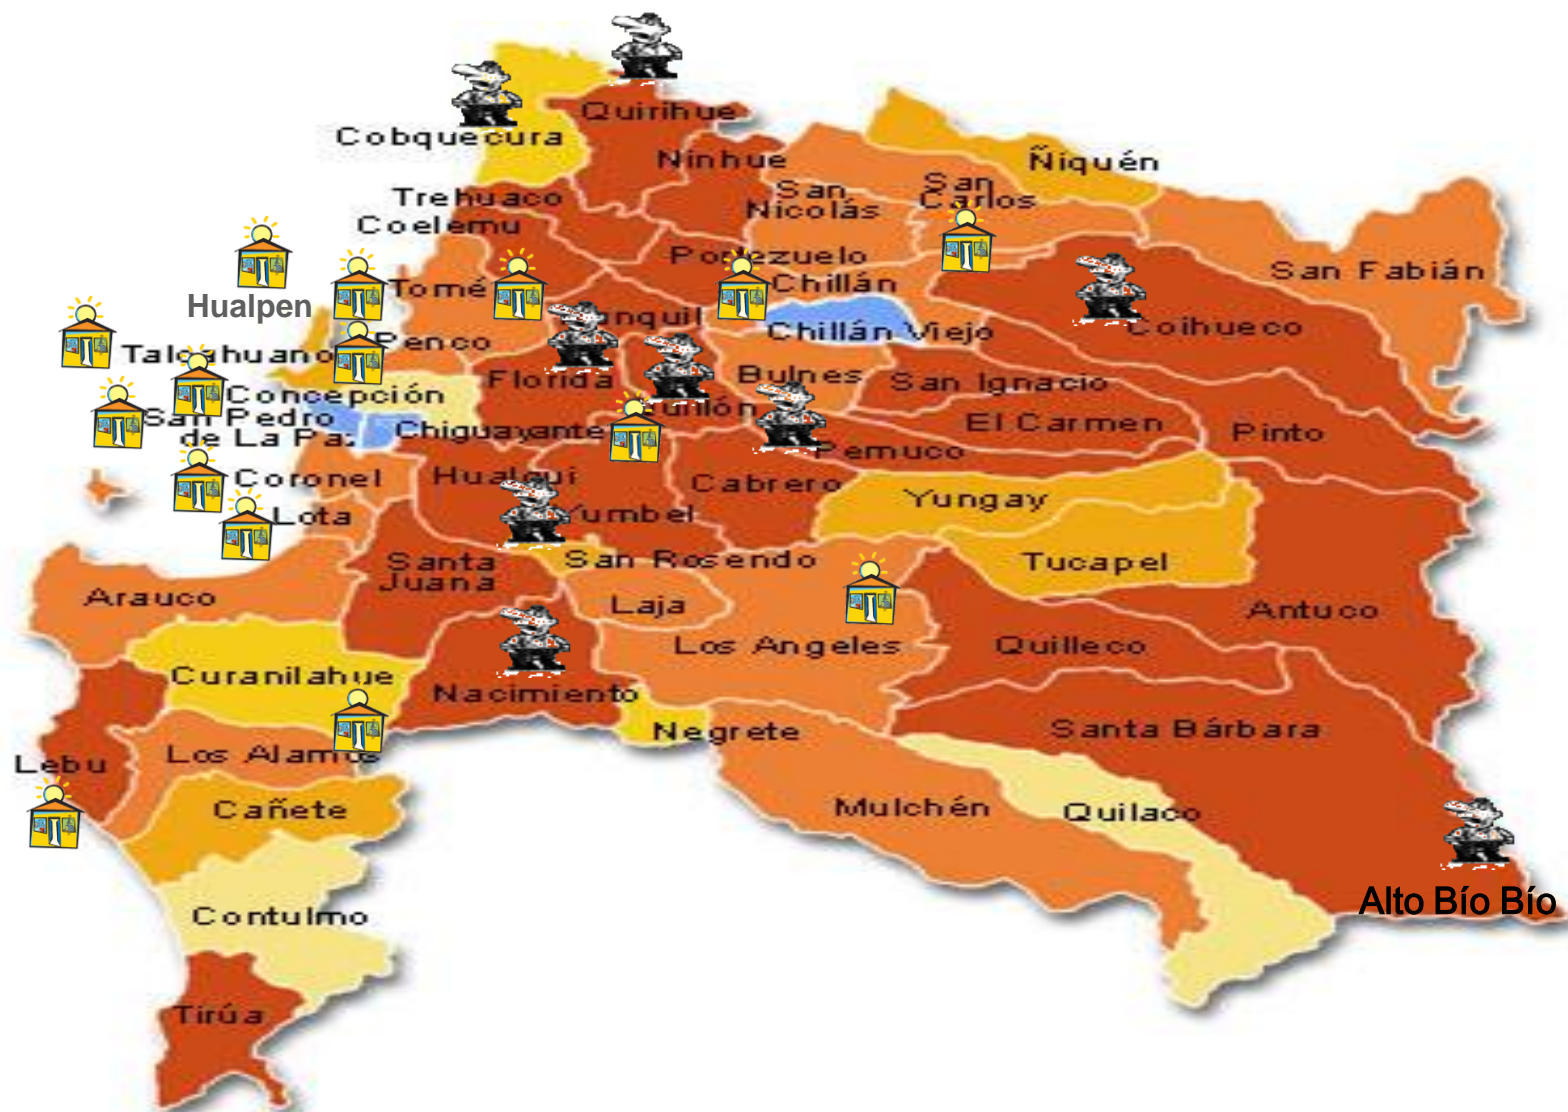 Quirihue
Cobquecura
Ninhue
Ñiquén
Trehuaco
San
Nicolás
San
Carlos
Coelemu
Portezuelo
San Fabián
Tomé
Chillán
Hualpen
Chillán Viejo
Coihueco
Talcahuano
Penco
Florida
Bulnes
San Ignacio
Concepción
San Pedro
de La Paz
Chiguayante
El Carmen
Pinto
Pemuco
Coronel
Hualqui
Cabrero
Yungay
Lota
Yumbel
Santa
Juana
San Rosendo
Tucapel
Arauco
Laja
Antuco
Los Angeles
Quilleco
Curanilahue
Nacimiento
Negrete
Santa Bárbara
Lebu
Los Alamos
Cañete
Mulchén
Quilaco
Alto Bío Bío
Contulmo
Tirúa